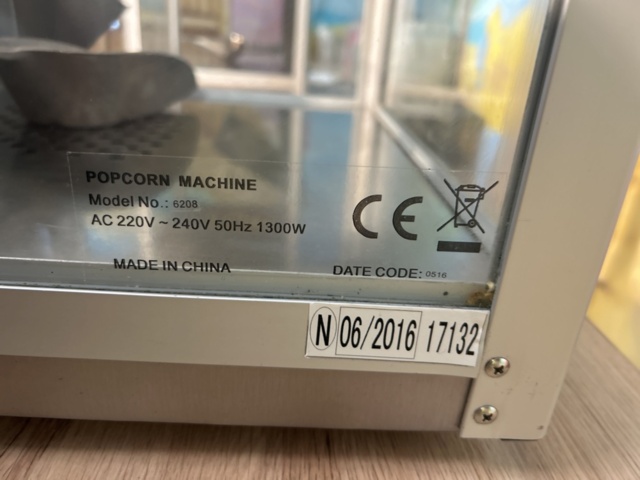 POPCORN MACHINE
Model No.: 6208
AC 220V ~ 240V 50Hz 1300W
CE
MADE IN CHINA
DATE CODE: 0516
N 06/2016 17132